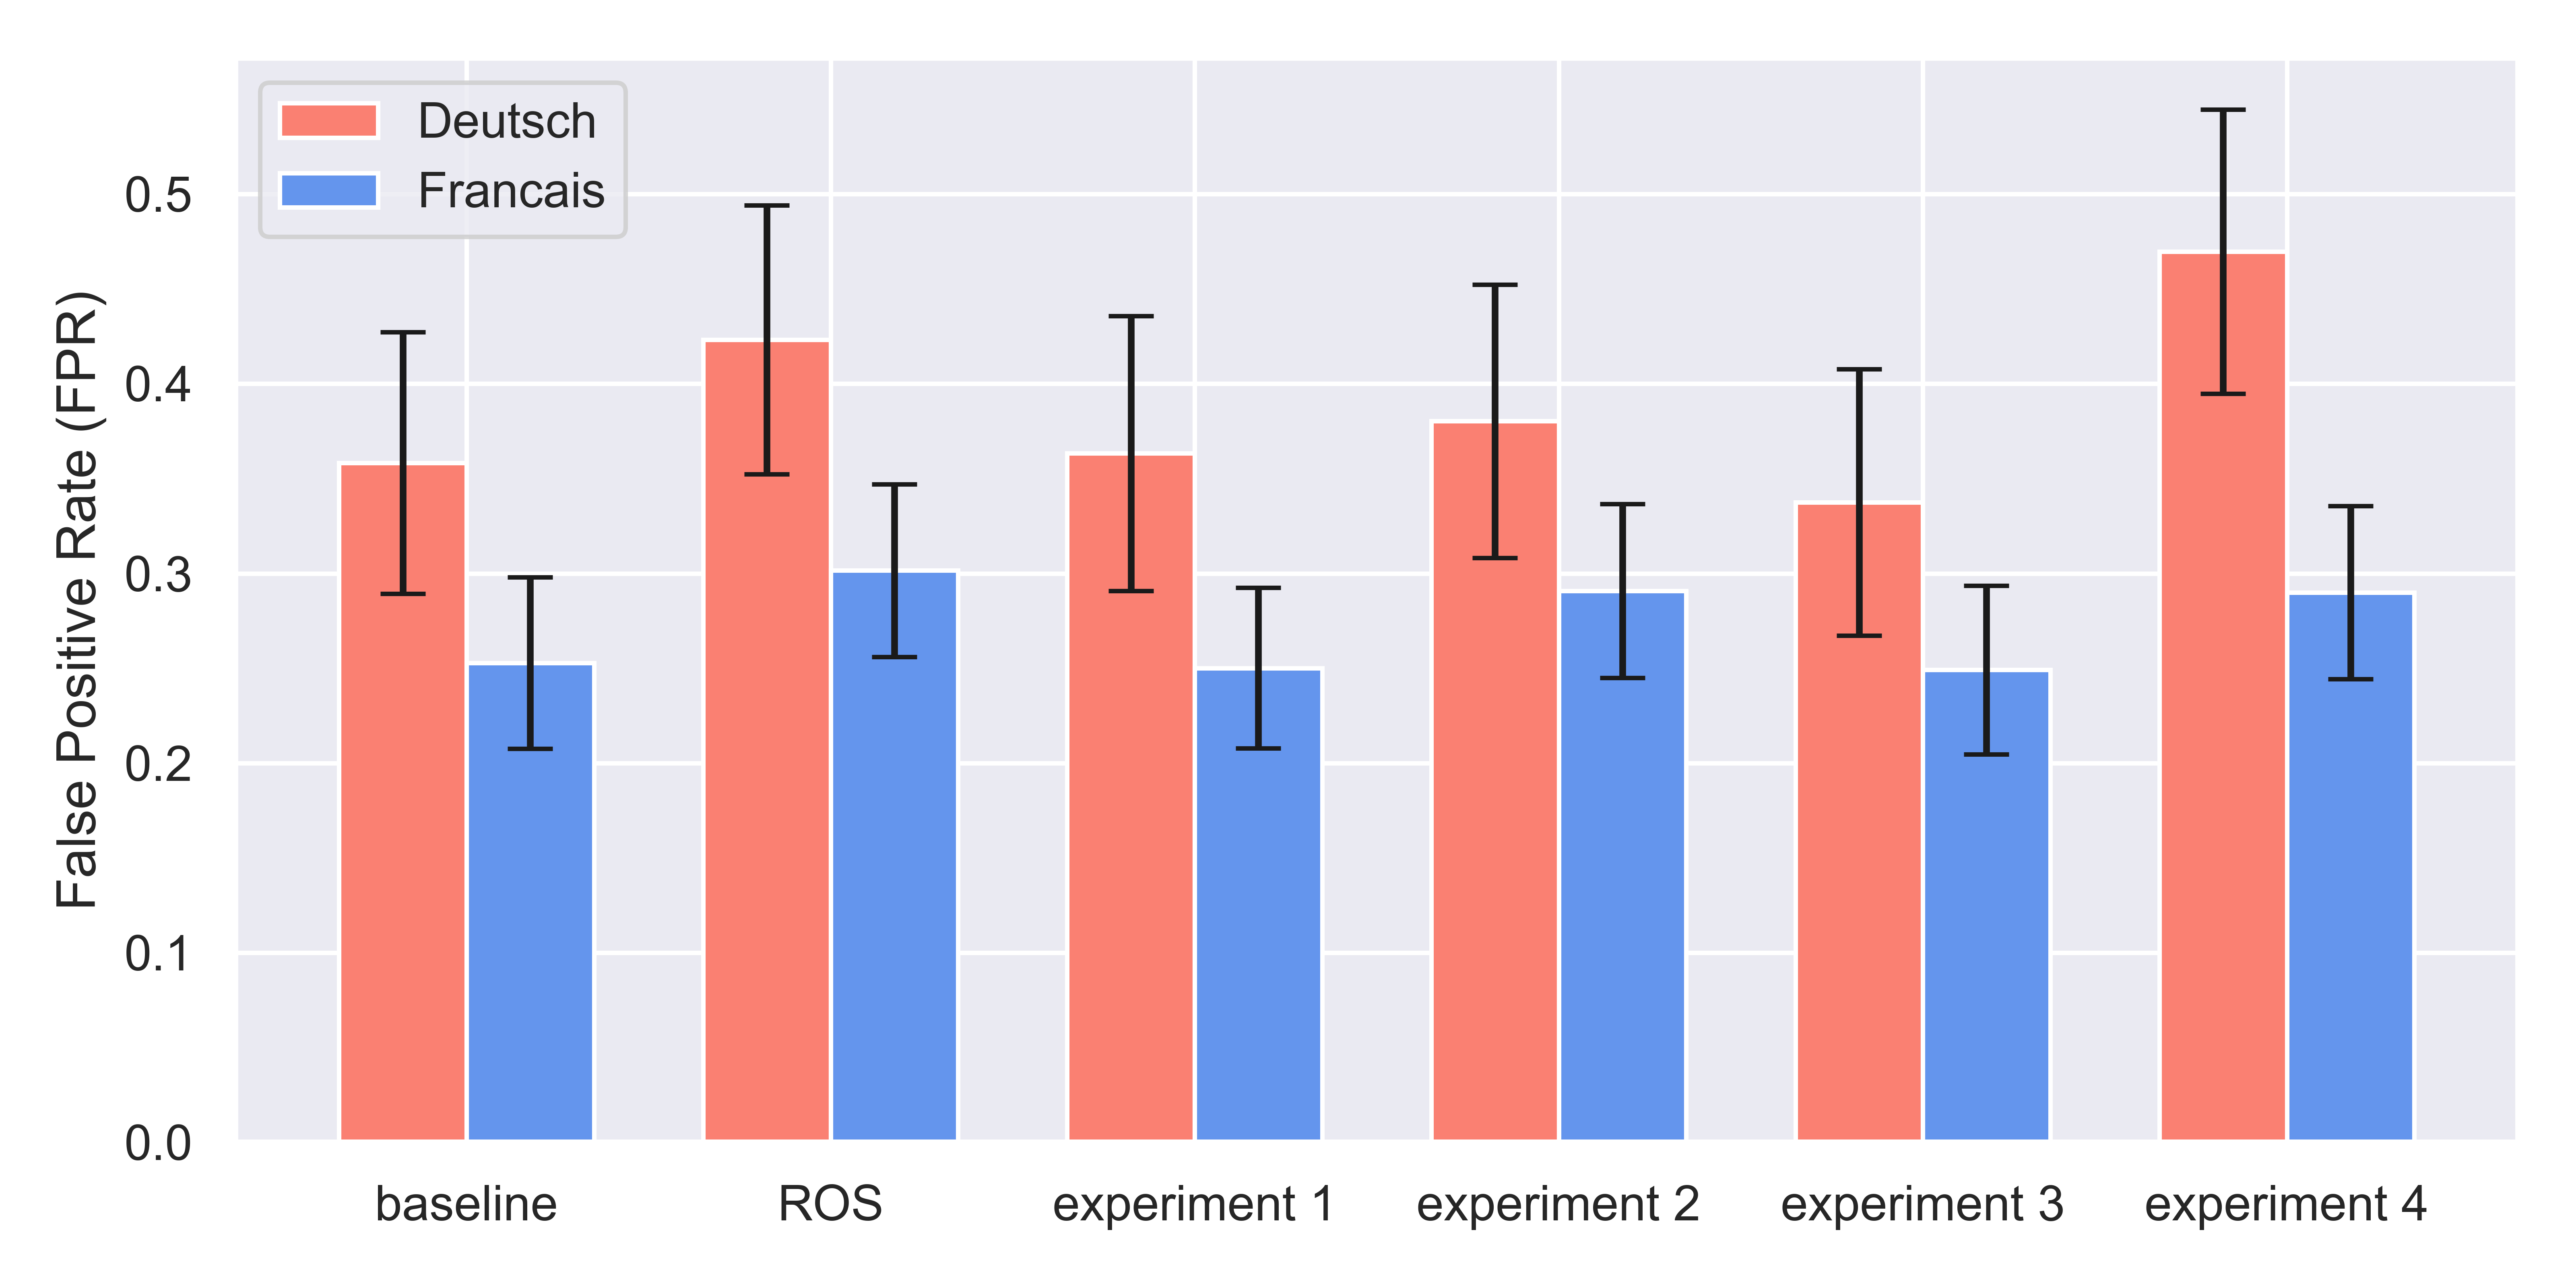 Deutsch
Francais
False Positive Rate (FPR)
0.5
0.4
0.3
0.2
0.1
0.0
baseline ROS experiment 1 experiment 2 experiment 3 experiment 4